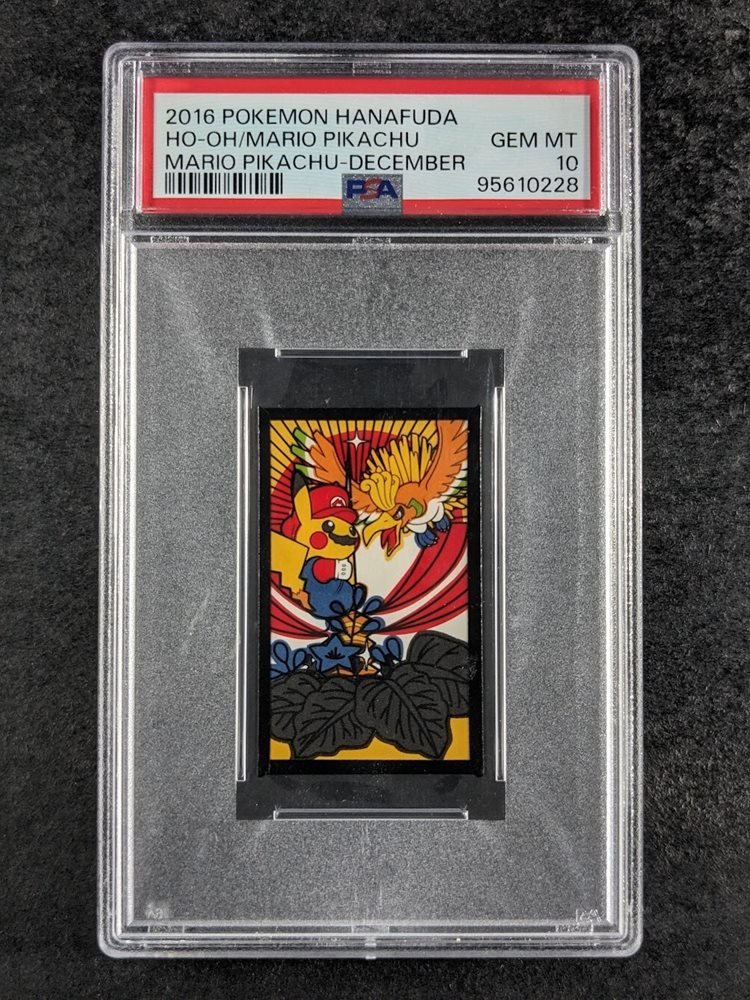 2016 POKEMON HANAFUDA
HO-OH/MARIO PIKACHU GEM MT
MARIO PIKACHU-DECEMBER 10
PSA 95610228
M